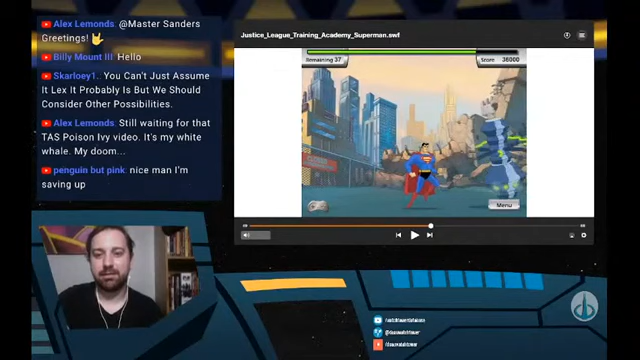 Alex Lemonds: @Master Sanders
Greetings!
Billy Mount III: Hello
Skarloey1.: You Can't Just Assume
It Lex It Probably Is But We Should
Consider Other Possibilities.
Alex Lemonds: Still waiting for that
TAS Poison Ivy video. It's my white
whale. My doom...
penguin but pink: nice man I'm
saving up
Justice_League_Training_Academy_Superman.swf
Remaining 37
Score 36000
Menu